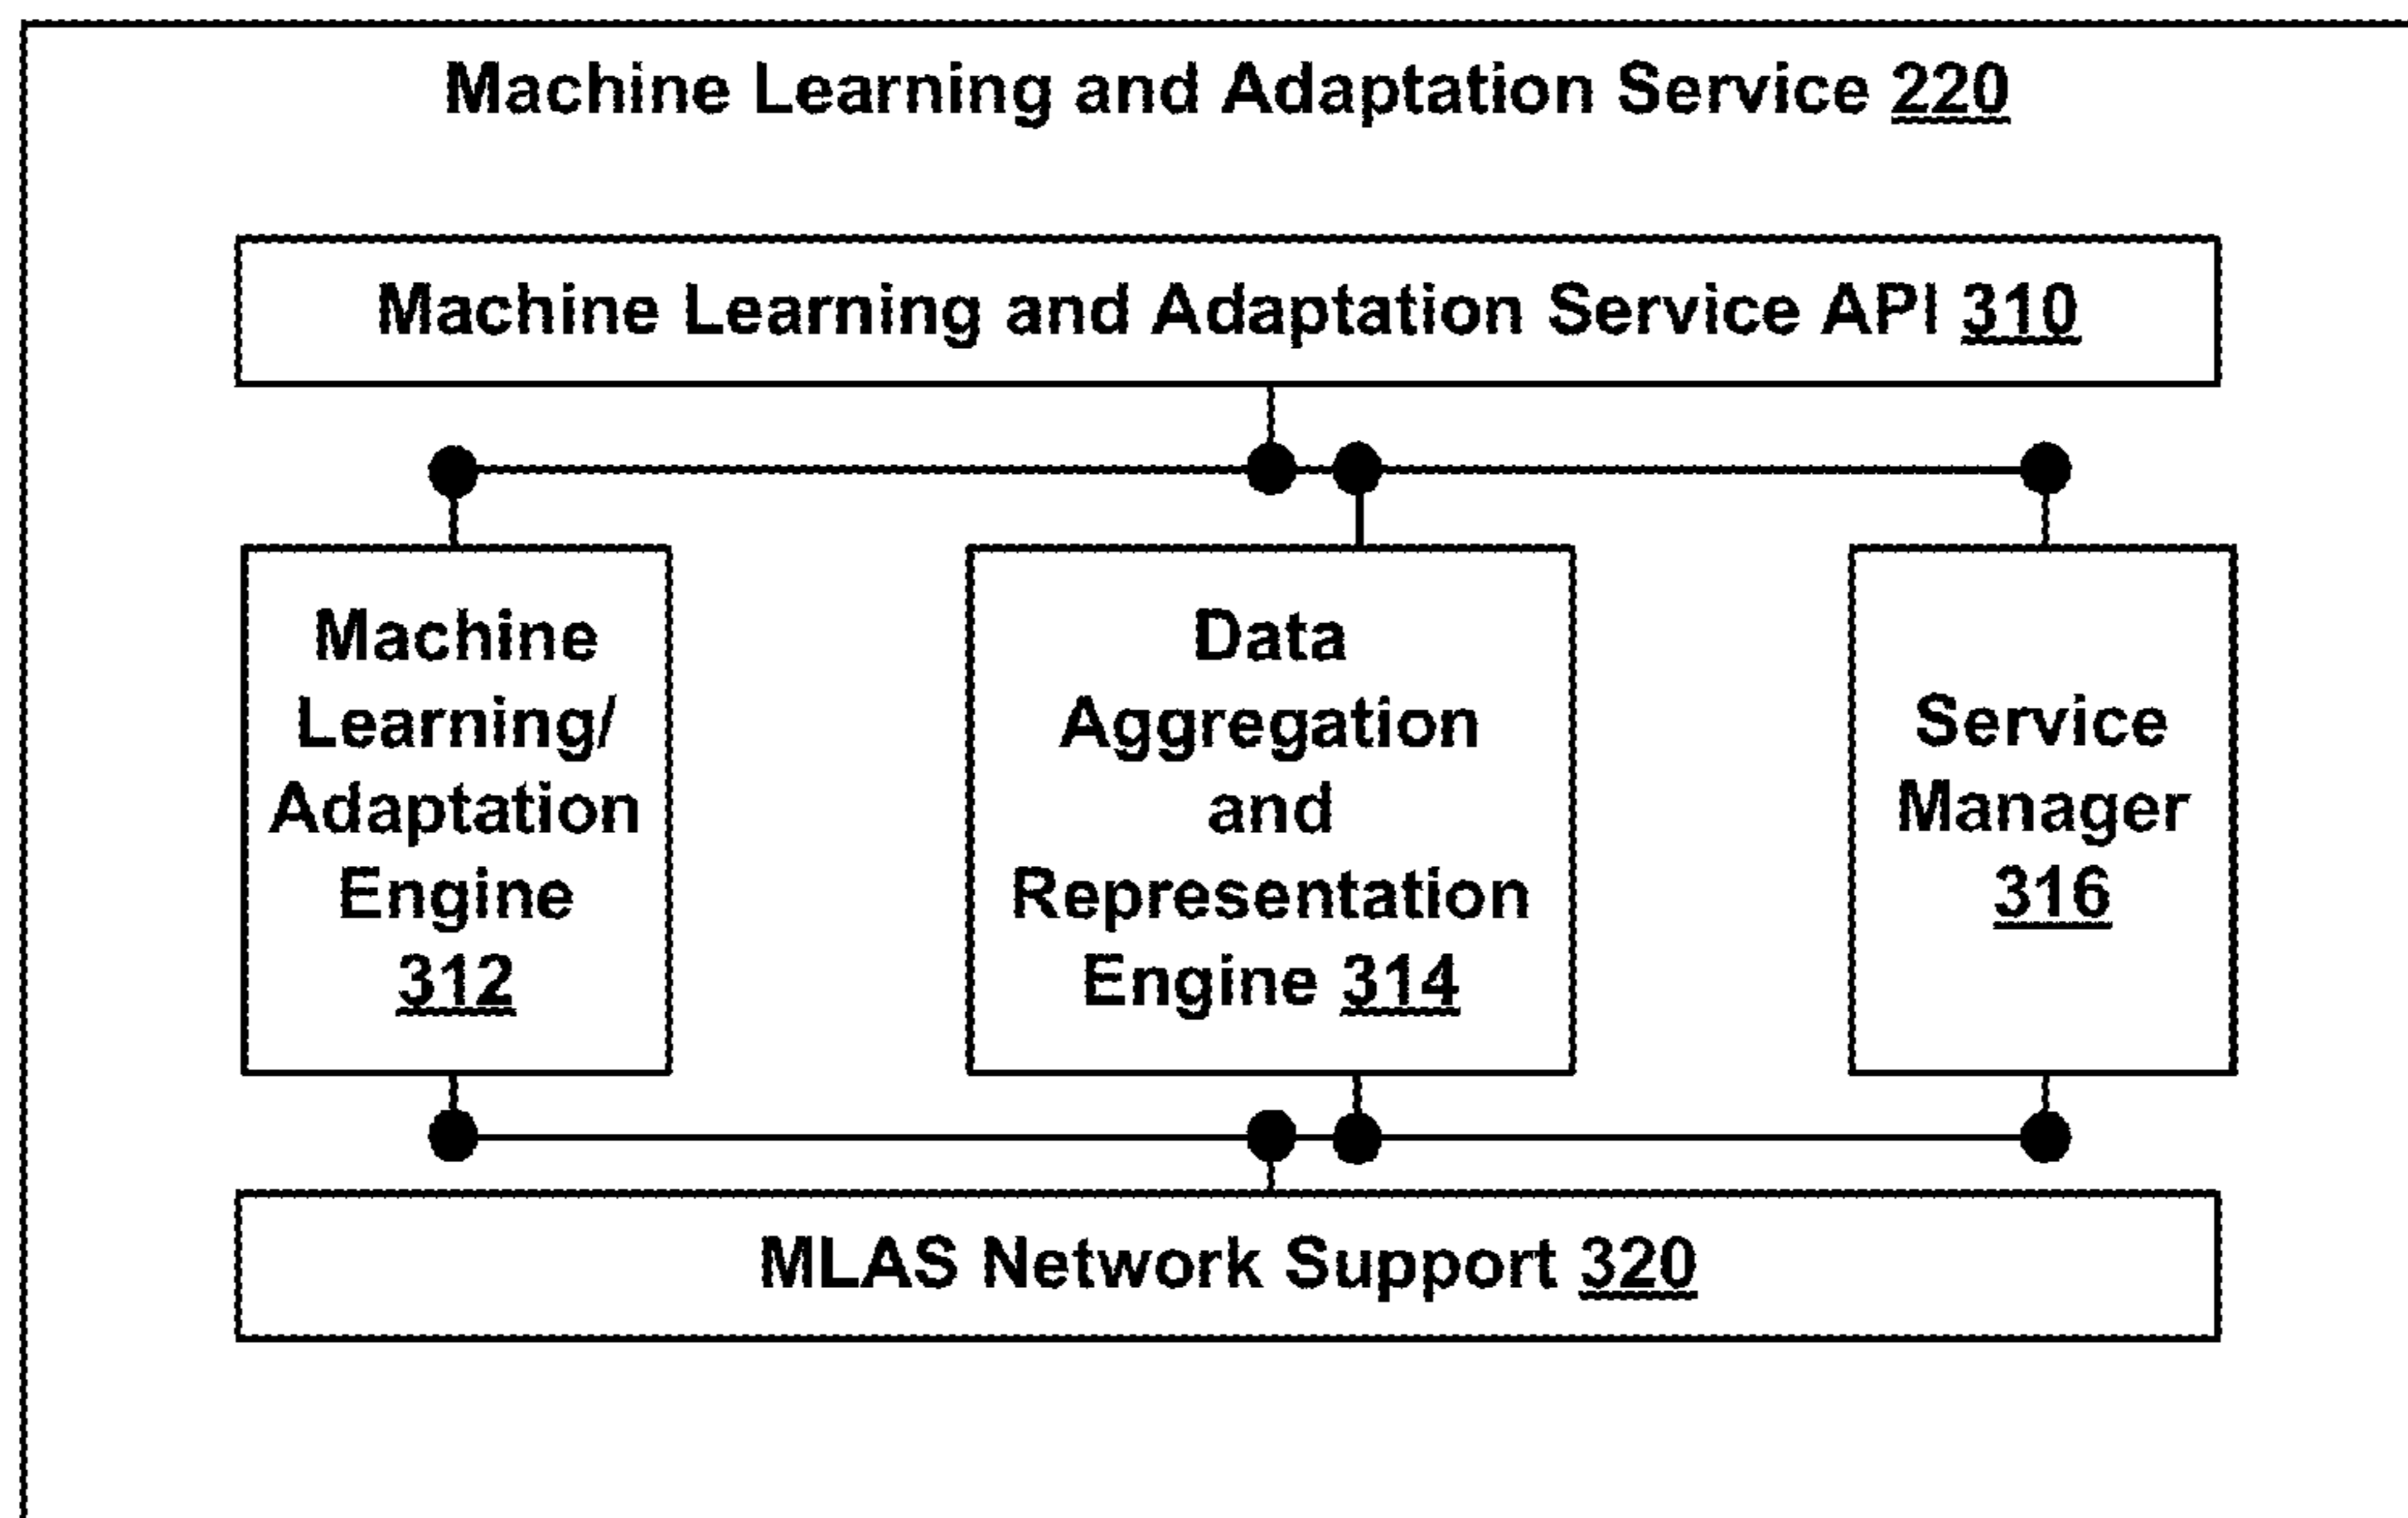 Machine Learning and Adaptation Service 220
Machine Learning and Adaptation Service API 310
Machine
Learning/
Adaptation
Engine
312
Data
Aggregation
and
Representation
Engine 314
Service
Manager
316
MLAS Network Support 320